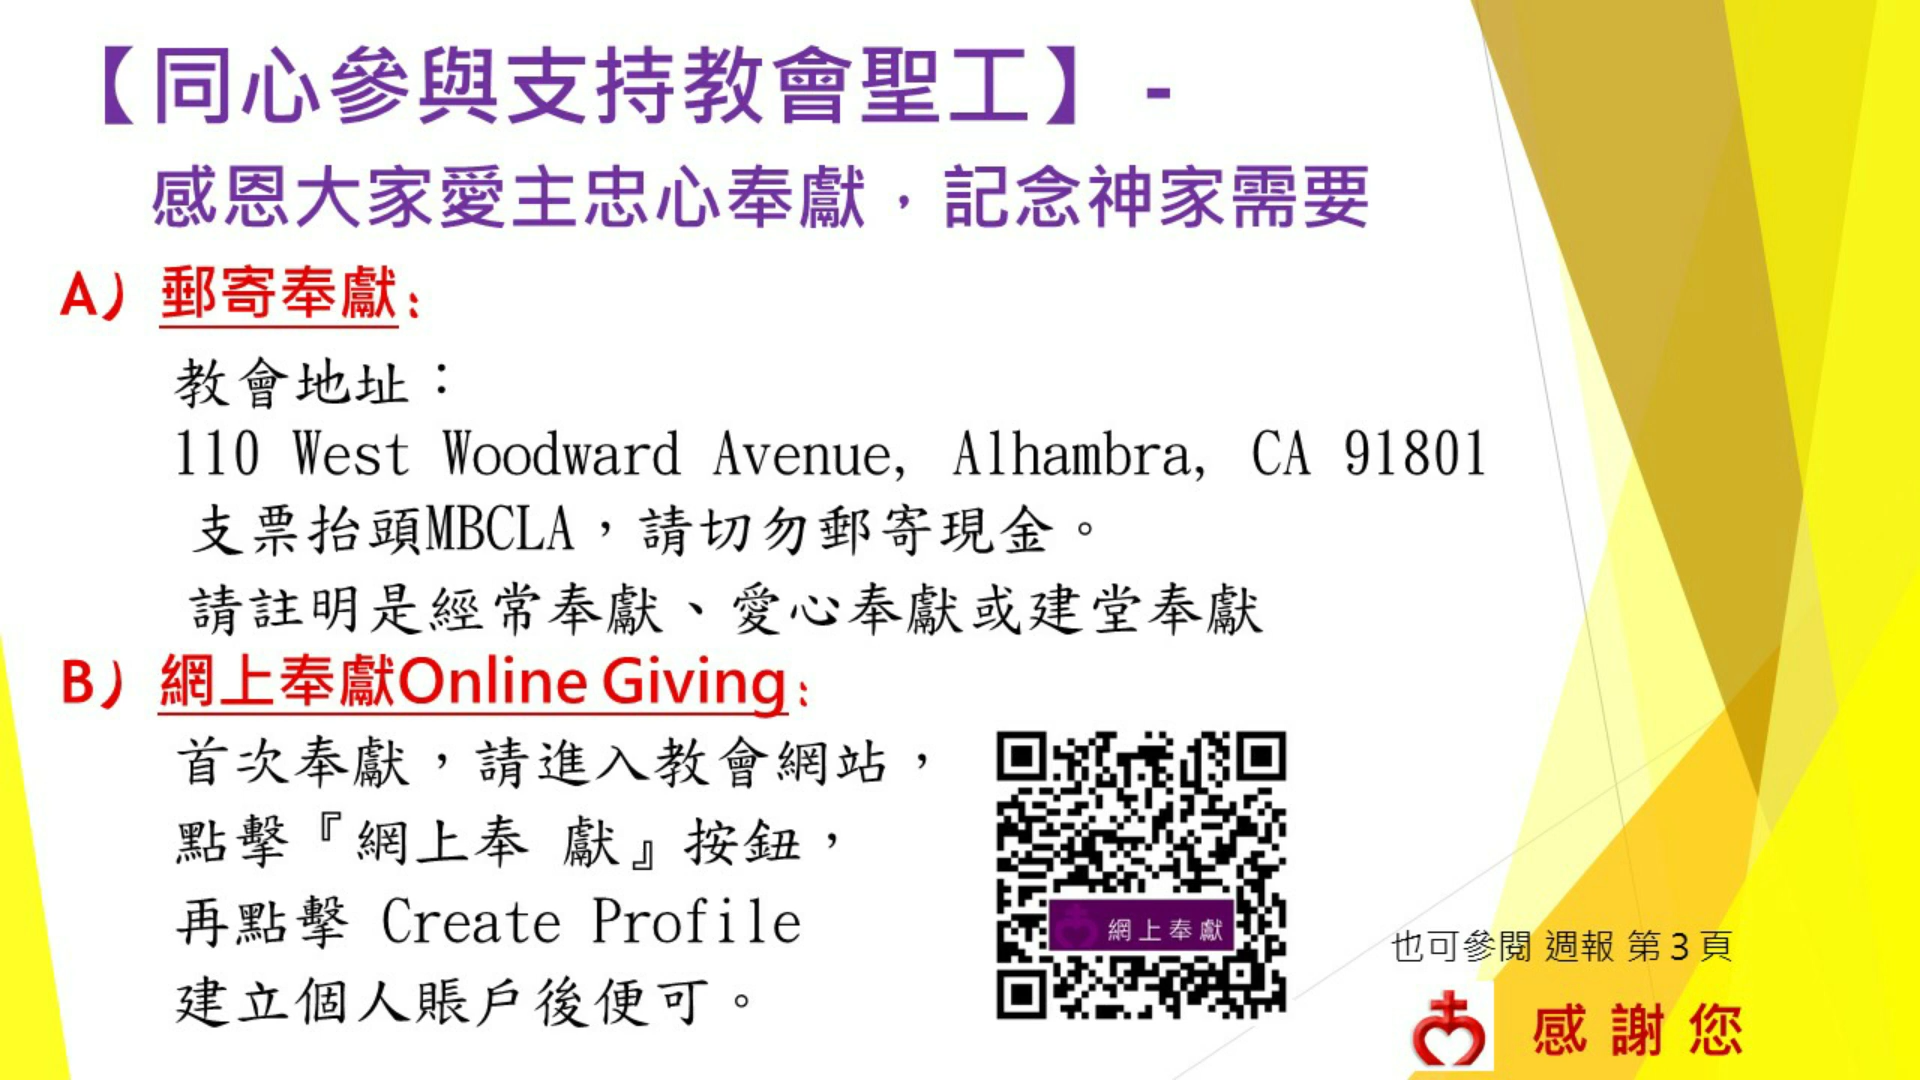 【同心參與支持教會聖工】 -
感恩大家愛主忠心奉獻，記念神家需要
A) 郵寄奉獻:
教會地址：
110 West Woodward Avenue, Alhambra, CA 91801
支票抬頭MBCLA，請切勿郵寄現金。
請註明是經常奉獻、愛心奉獻或建堂奉獻
B) 網上奉獻Online Giving:
首次奉獻，請進入教會網站，
點擊『網上奉 獻』按鈕，
再點擊 Create Profile
建立個人賬戶後便可。
網上奉獻
也可參閱 週報 第3頁
感 謝 您